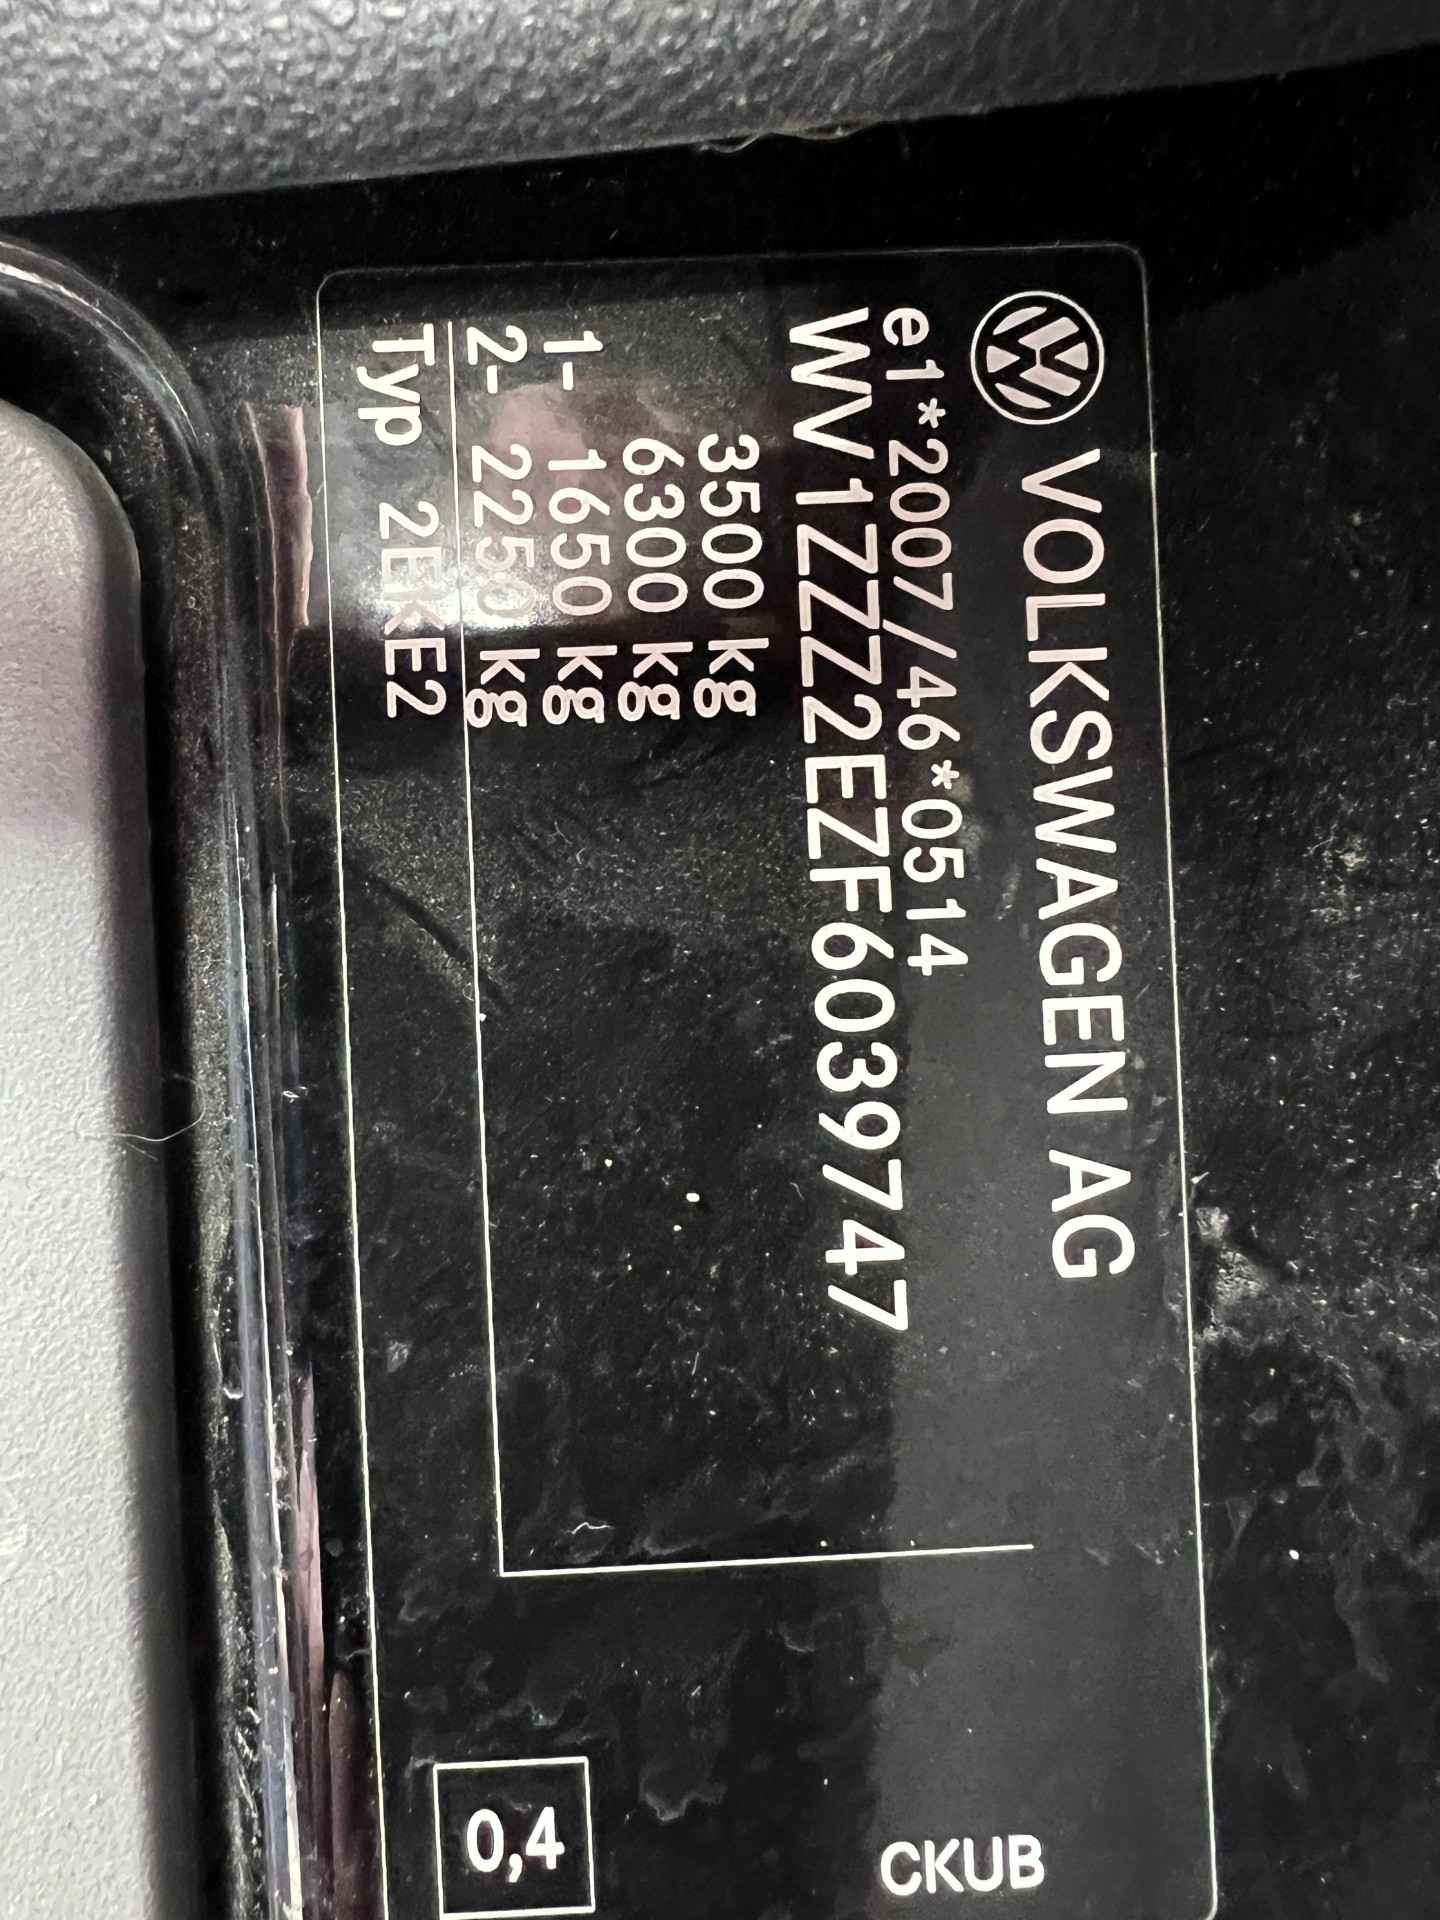 VOLKSWAGEN AG
e1*2007/46*0514
WV1ZZZ2EZF6039747
3500 kg
6300 kg
1- 1650 kg
2- 2250 kg
Typ 2EKE2
CKUB
0,4